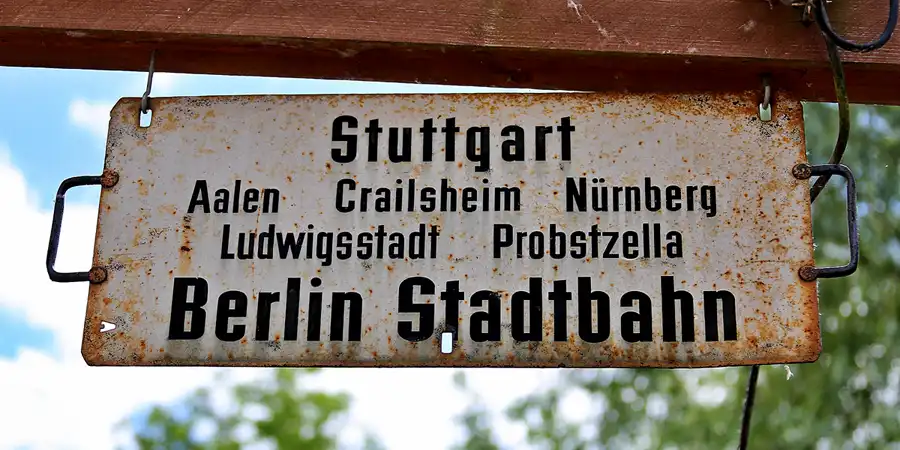 Stuttgart
Aalen Crailsheim Nürnberg
Ludwigsstadt Probstzella
Berlin Stadtbahn